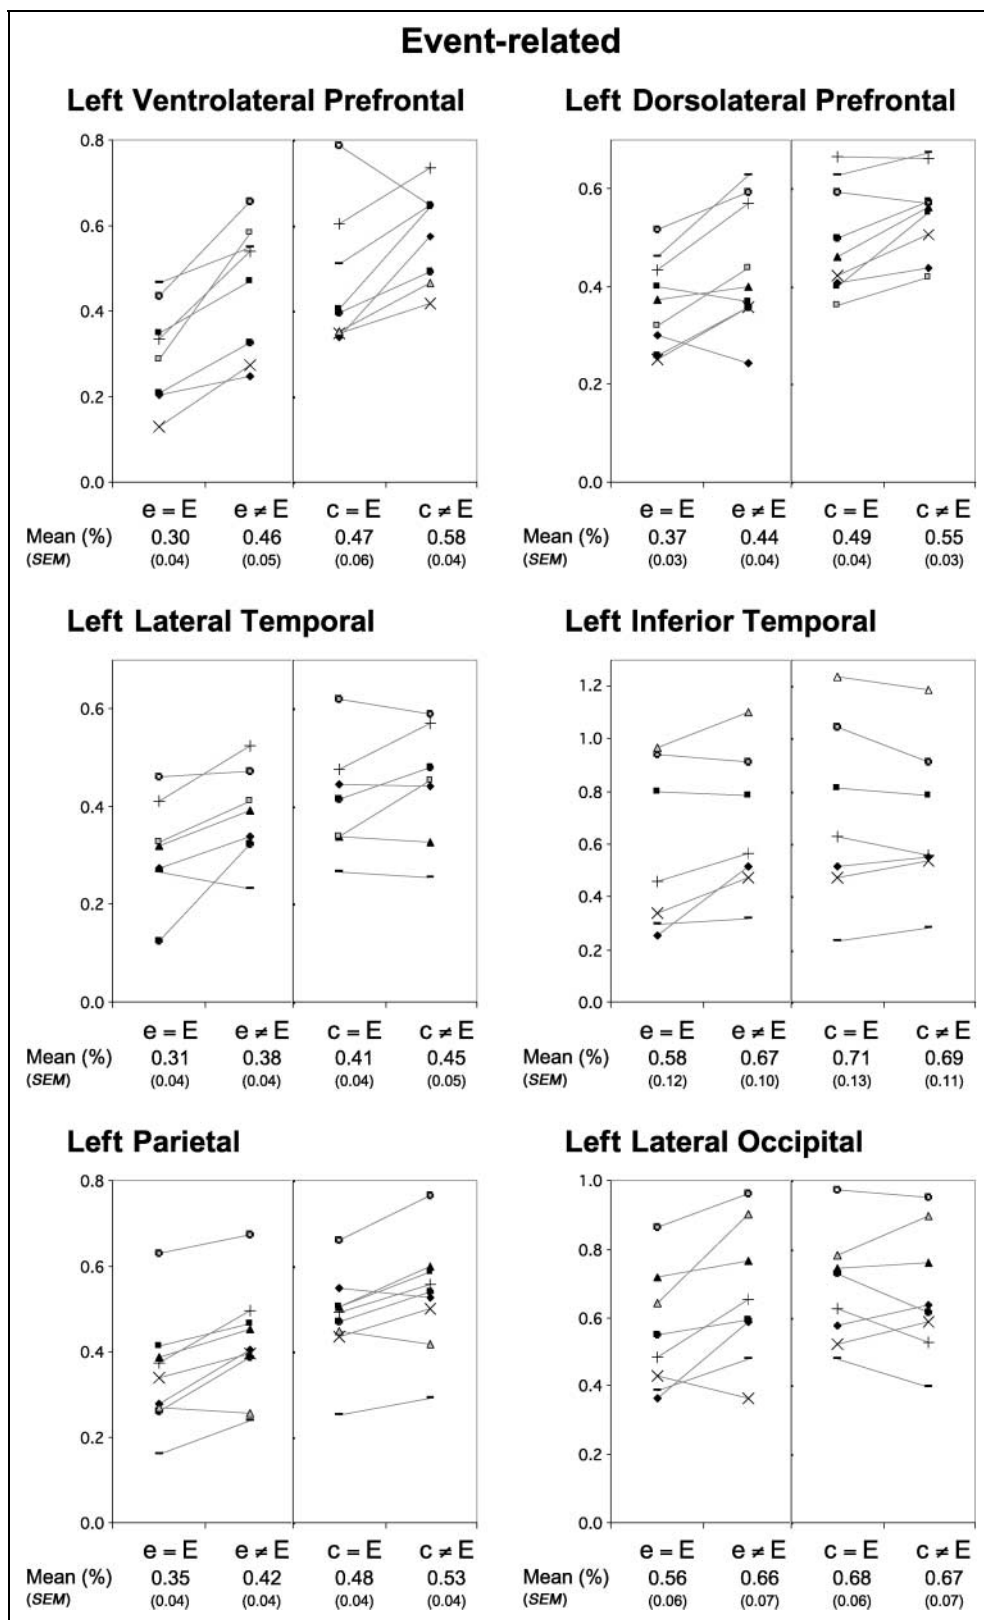 Event-related
Left Ventrolateral Prefrontal
0.8
0.6
0.4
0.2
0.0
e = E e ≠ E c = E c ≠ E
Mean (%) 0.30 0.46 0.47 0.58
(SEM) (0.04) (0.05) (0.06) (0.04)
Left Dorsolateral Prefrontal
0.6
0.4
0.2
0.0
e = E e ≠ E c = E c ≠ E
Mean (%) 0.37 0.44 0.49 0.55
(SEM) (0.03) (0.04) (0.04) (0.03)
Left Lateral Temporal
0.6
0.4
0.2
0.0
e = E e ≠ E c = E c ≠ E
Mean (%) 0.31 0.38 0.41 0.45
(SEM) (0.04) (0.04) (0.04) (0.05)
Left Inferior Temporal
1.2
1.0
0.8
0.6
0.4
0.2
0.0
e = E e ≠ E c = E c ≠ E
Mean (%) 0.58 0.67 0.71 0.69
(SEM) (0.12) (0.10) (0.13) (0.11)
Left Parietal
0.8
0.6
0.4
0.2
0.0
e = E e ≠ E c = E c ≠ E
Mean (%) 0.35 0.42 0.48 0.53
(SEM) (0.04) (0.04) (0.04) (0.04)
Left Lateral Occipital
1.0
0.8
0.6
0.4
0.2
0.0
e = E e ≠ E c = E c ≠ E
Mean (%) 0.56 0.66 0.68 0.67
(SEM) (0.06) (0.07) (0.06) (0.07)